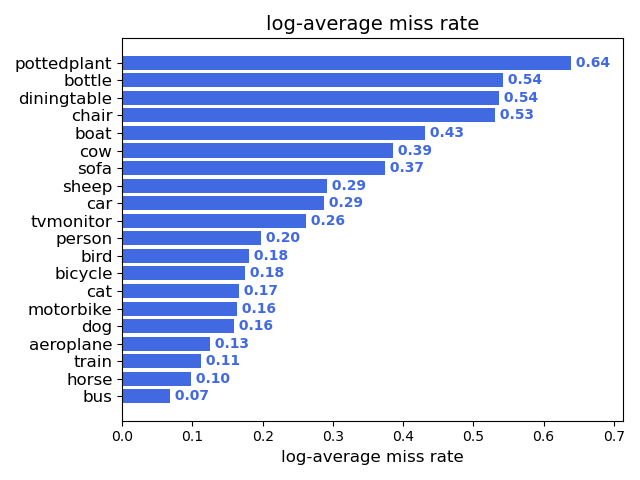 log-average miss rate
pottedplant 0.64
bottle 0.54
diningtable 0.54
chair 0.53
boat 0.43
cow 0.39
sofa 0.37
sheep 0.29
car 0.29
tvmonitor 0.26
person 0.20
bird 0.18
bicycle 0.18
cat 0.17
motorbike 0.16
dog 0.16
aeroplane 0.13
train 0.11
horse 0.10
bus 0.07
0.0 0.1 0.2 0.3 0.4 0.5 0.6 0.7
log-average miss rate